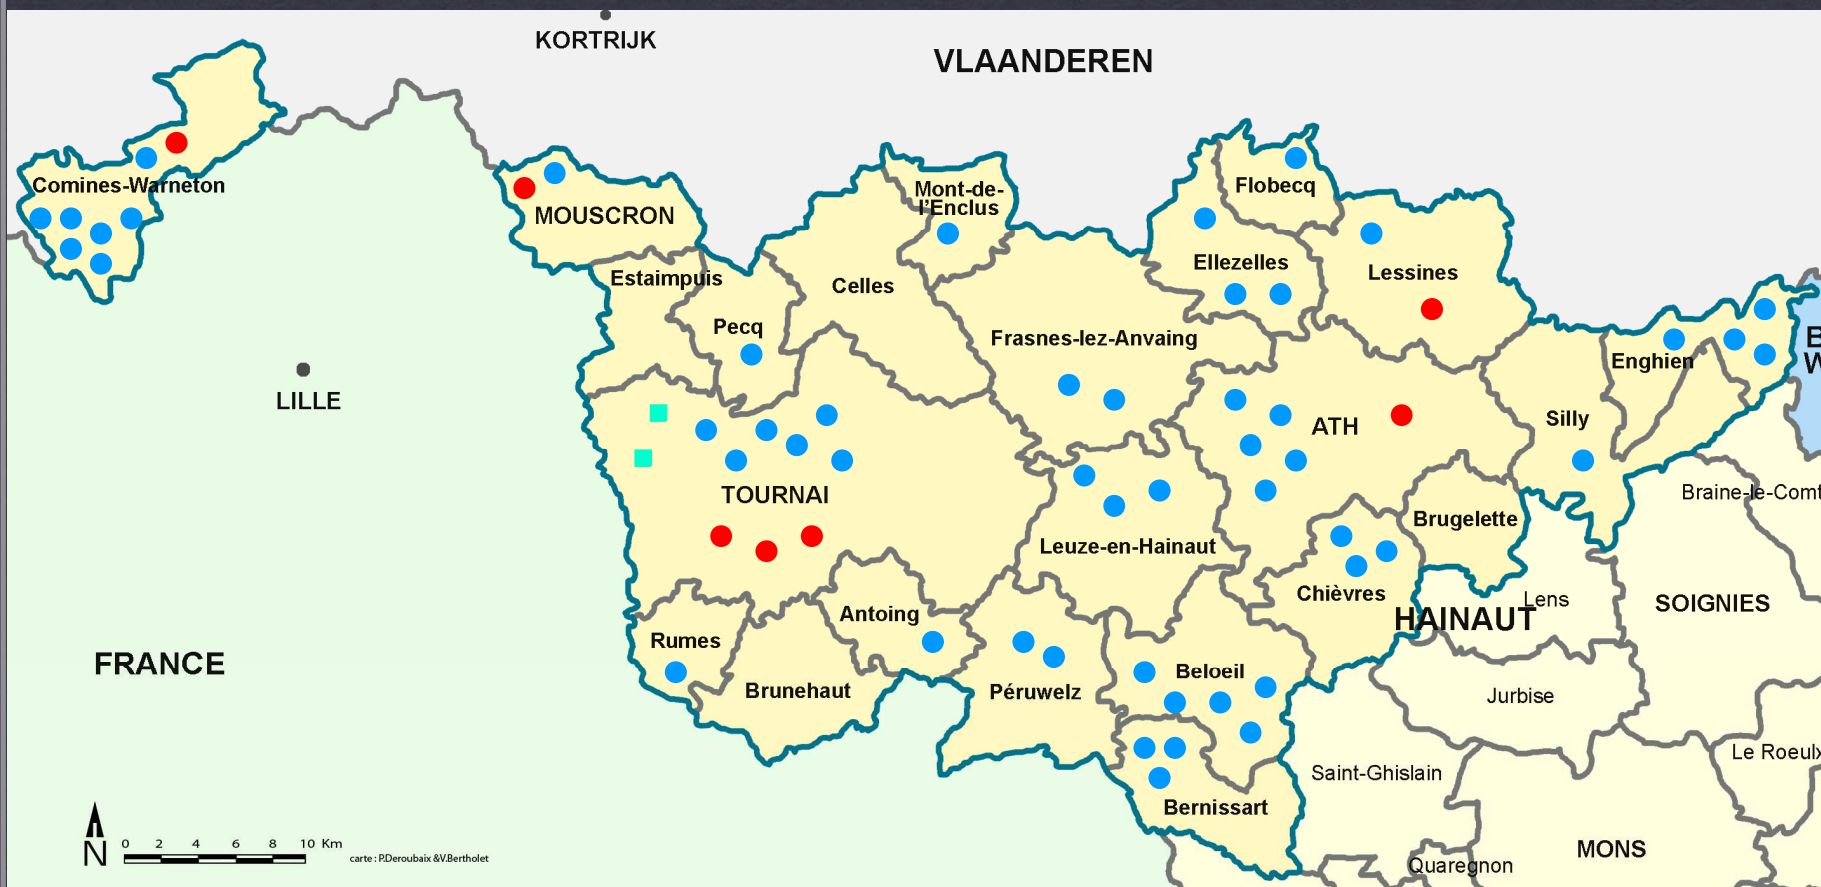 KORTRIJK
VLAANDEREN
Comines-Warneton
MOUSCRON
Mont-de-
l'Enclus
Flobecq
Estaimpuis
Celles
Ellezelles
Lessines
Pecq
Frasnes-lez-Anvaing
B
W
Enghien
LILLE
ATH
Silly
TOURNAI
Braine-le-Comt
Brugelette
Leuze-en-Hainaut
Chièvres
Lens
HAINAUT
SOIGNIES
Antoing
Rumes
FRANCE
Brunehaut
Péruwelz
Beloeil
Jurbise
Le Roeulx
Saint-Ghislain
Bernissart
N
0 2 4 6 8 10 Km
carte : P.Deroubaix &V.Bertholet
MONS
Quaregnon